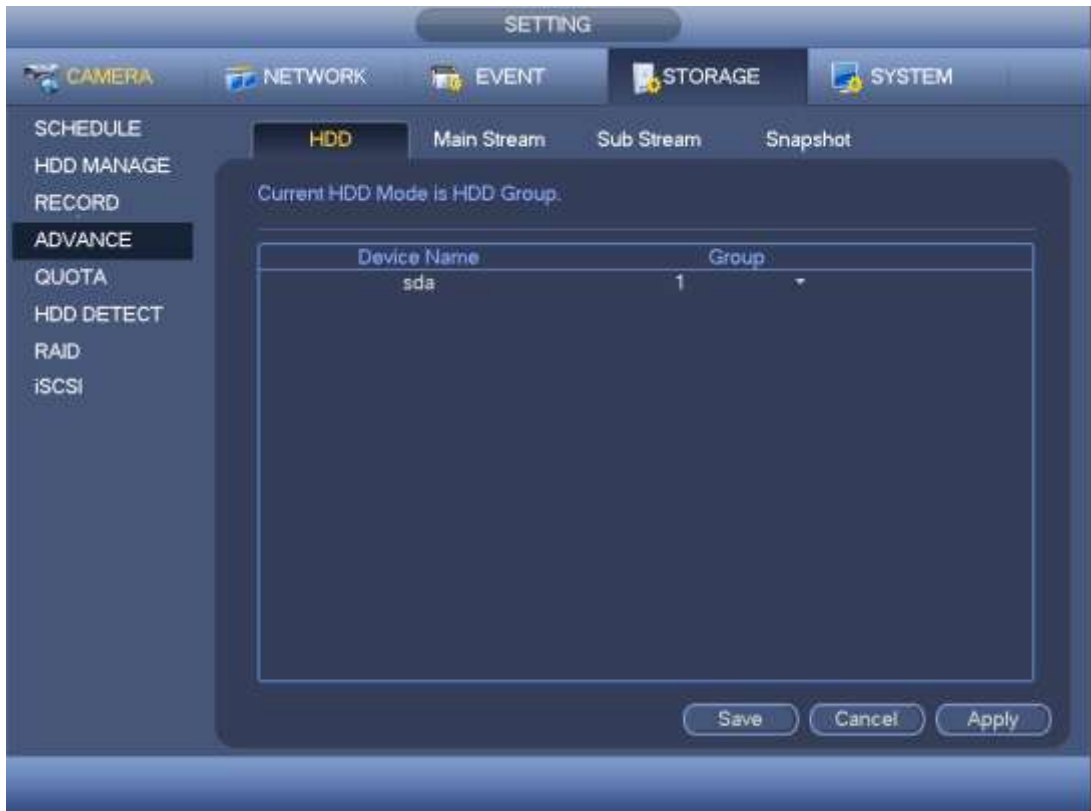 SETTING
CAMERA NETWORK EVENT STORAGE SYSTEM
SCHEDULE
HDD MANAGE
RECORD
ADVANCE
QUOTA
HDD DETECT
RAID
iSCSI
HDD Main Stream Sub Stream Snapshot
Current HDD Mode is HDD Group.
Device Name Group
sda 1
Save Cancel Apply